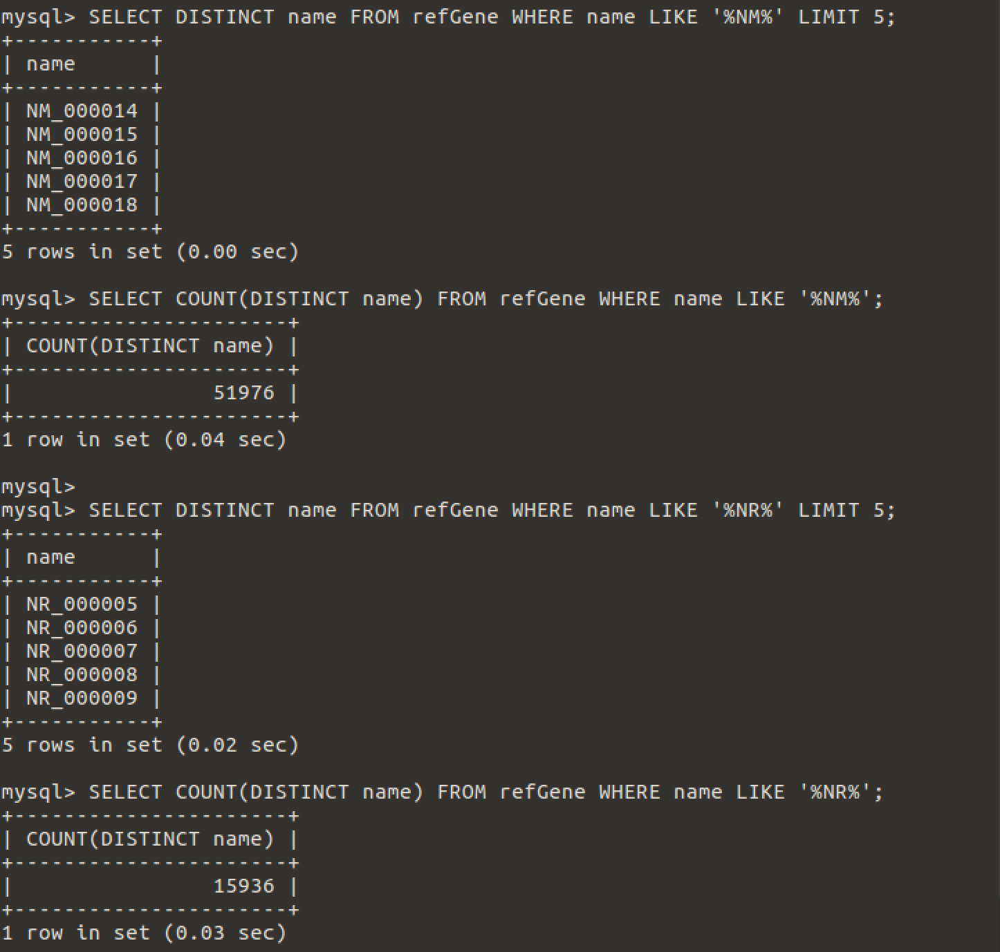 mysql> SELECT DISTINCT name FROM refGene WHERE name LIKE '%NM%' LIMIT 5;
+-----------+
| name      |
+-----------+
| NM_000014 |
| NM_000015 |
| NM_000016 |
| NM_000017 |
| NM_000018 |
+-----------+
5 rows in set (0.00 sec)

mysql> SELECT COUNT(DISTINCT name) FROM refGene WHERE name LIKE '%NM%';
+----------------------+
| COUNT(DISTINCT name) |
+----------------------+
|                51976 |
+----------------------+
1 row in set (0.04 sec)

mysql>
mysql> SELECT DISTINCT name FROM refGene WHERE name LIKE '%NR%' LIMIT 5;
+-----------+
| name      |
+-----------+
| NR_000005 |
| NR_000006 |
| NR_000007 |
| NR_000008 |
| NR_000009 |
+-----------+
5 rows in set (0.02 sec)

mysql> SELECT COUNT(DISTINCT name) FROM refGene WHERE name LIKE '%NR%';
+----------------------+
| COUNT(DISTINCT name) |
+----------------------+
|                15936 |
+----------------------+
1 row in set (0.03 sec)